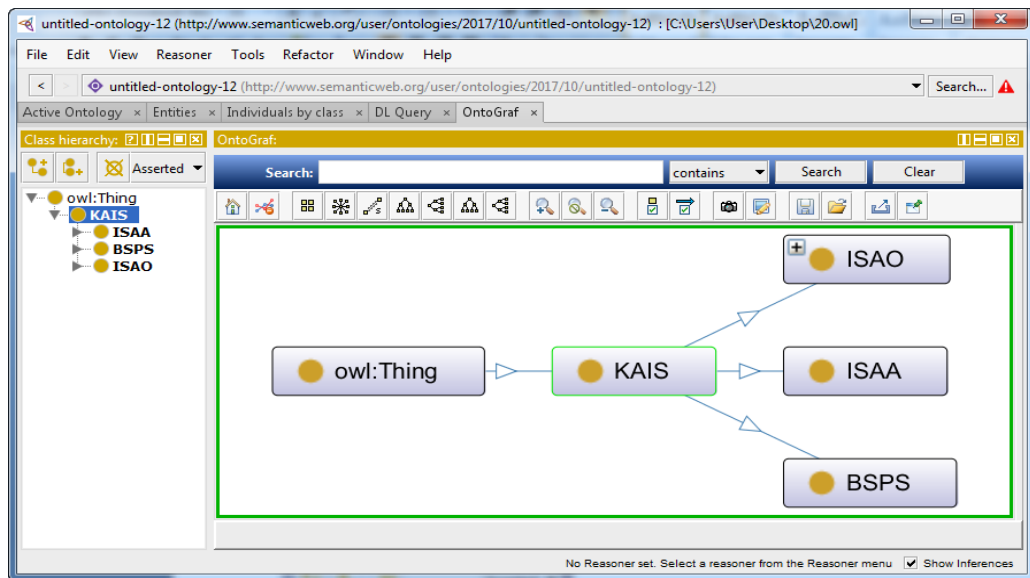 untitled-ontology-12 (http://www.semanticweb.org/user/ontologies/2017/10/untitled-ontology-12) : [C:\Users\User\Desktop\20.owl]
File Edit View Reasoner Tools Refactor Window Help
< > untitled-ontology-12 (http://www.semanticweb.org/user/ontologies/2017/10/untitled-ontology-12) Search...
Active Ontology × Entities × Individuals by class × DL Query × OntoGraf ×
Class hierarchy: OntoGraf:
Asserted
Search: contains Search Clear
owl:Thing
KAIS
ISAA
BSPS
ISAO
ISAO
owl:Thing KAIS ISAA
BSPS
No Reasoner set. Select a reasoner from the Reasoner menu Show Inferences